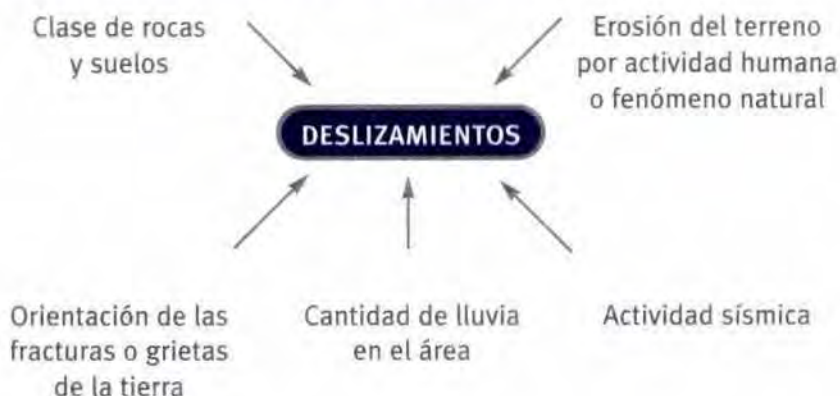 Clase de rocas
y suelos
Erosión del terreno
por actividad humana
o fenómeno natural
DESLIZAMIENTOS
Orientación de las
fracturas o grietas
de la tierra
Cantidad de lluvia
en el área
Actividad sísmica